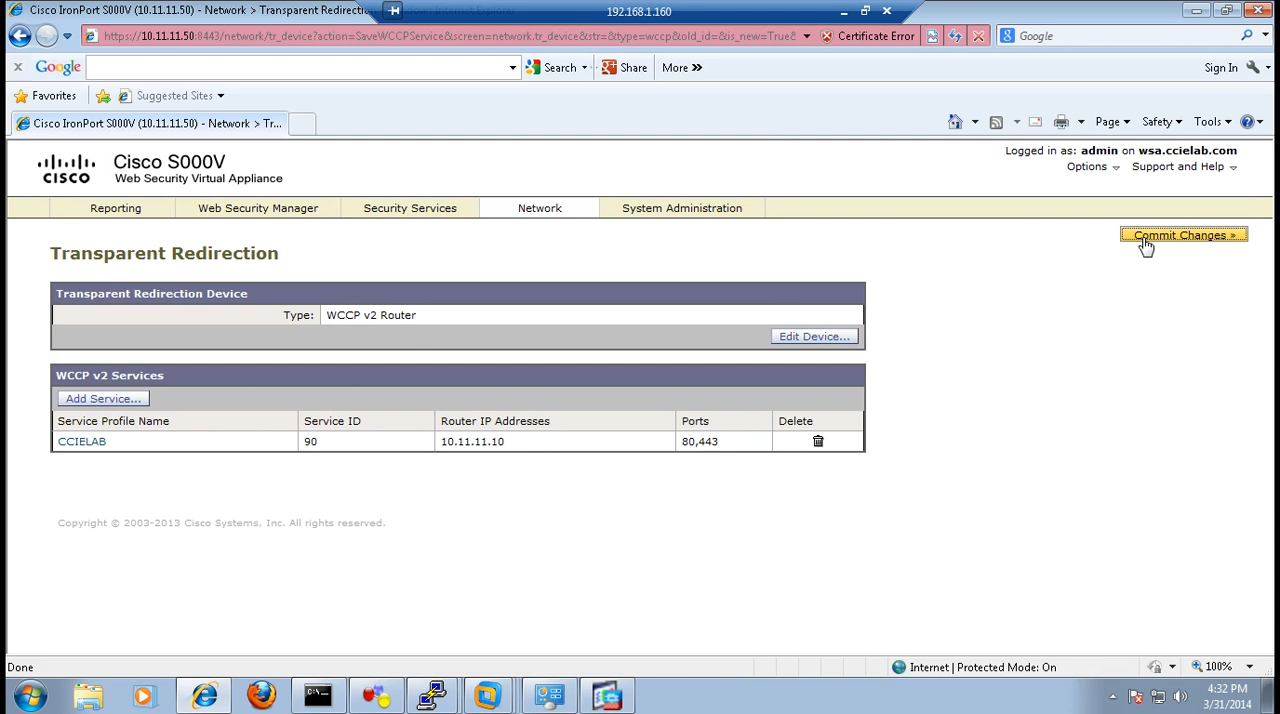 Cisco IronPort S000V (10.11.11.50) - Network > Transparent Redirectio
ndows Internet Explorer
192.168.1.160
https://10.11.11.50:8443/network/tr_device?action=SaveWCCPService&screen=network.tr_device&str=&type=wccp&old_id=&is_new=True&
Certificate Error
Google
Google
Search
Share
More »
Sign In
Favorites
Suggested Sites
Cisco IronPort S000V (10.11.11.50) - Network > Tr...
Page
Safety
Tools
CISCO
Cisco S000V
Web Security Virtual Appliance
Logged in as: admin on wsa.ccielab.com
Options
Support and Help
Reporting
Web Security Manager
Security Services
Network
System Administration
Commit Changes »
Transparent Redirection
Transparent Redirection Device
Type: WCCP v2 Router
Edit Device...
WCCP v2 Services
Add Service...
Service Profile Name
Service ID
Router IP Addresses
Ports
Delete
CCIELAB
90
10.11.11.10
80,443
Copyright © 2003-2013 Cisco Systems, Inc. All rights reserved.
Done
Internet | Protected Mode: On
100%
4:32 PM
3/31/2014